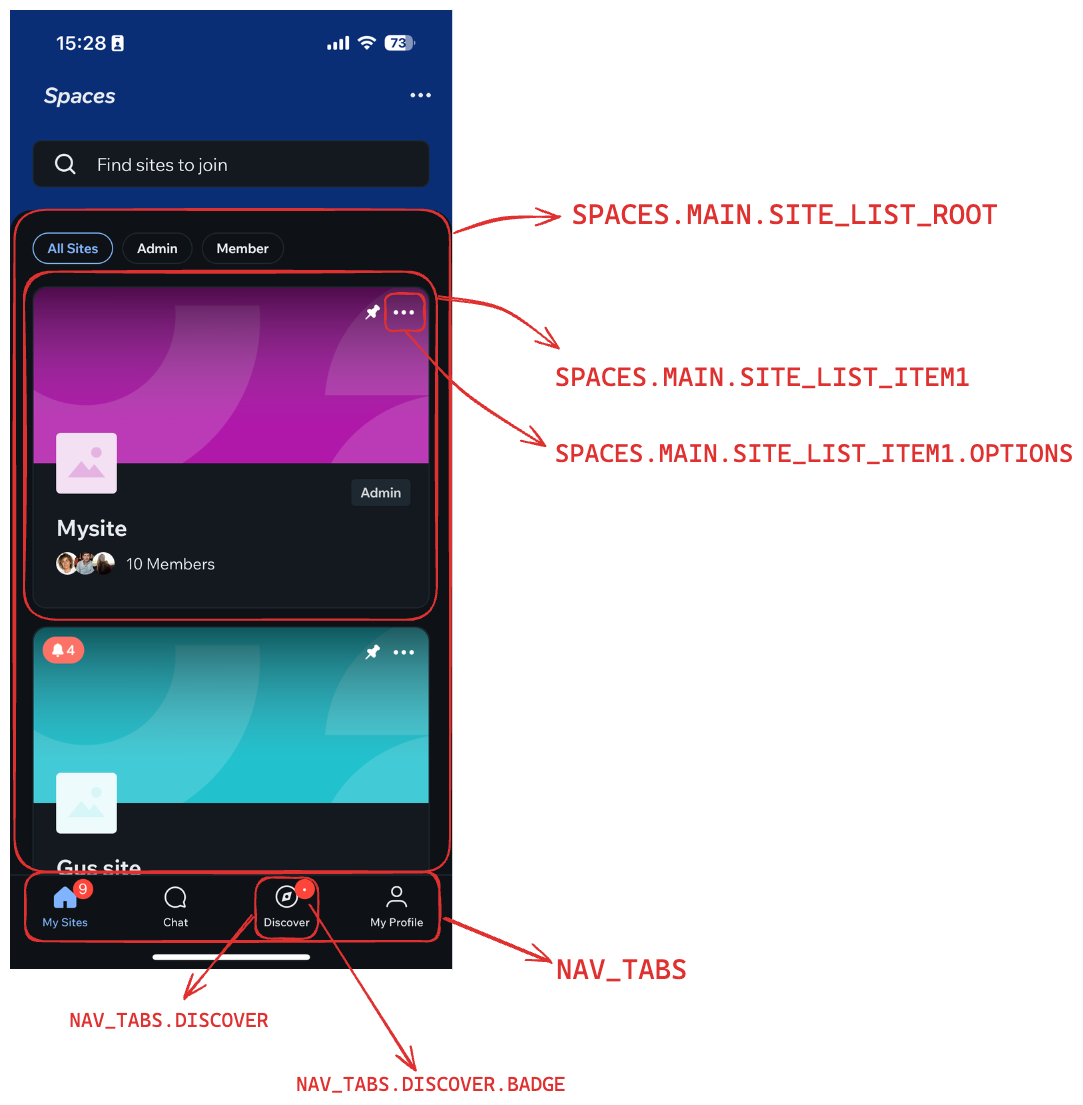 15:28
73
Spaces
Find sites to join
SPACES.MAIN.SITE_LIST_ROOT
All Sites
Admin
Member
SPACES.MAIN.SITE_LIST_ITEM1
SPACES.MAIN.SITE_LIST_ITEM1.OPTIONS
Admin
Mysite
10 Members
4
Gus site
9
My Sites
Chat
Discover
My Profile
NAV_TABS
NAV_TABS.DISCOVER
NAV_TABS.DISCOVER.BADGE